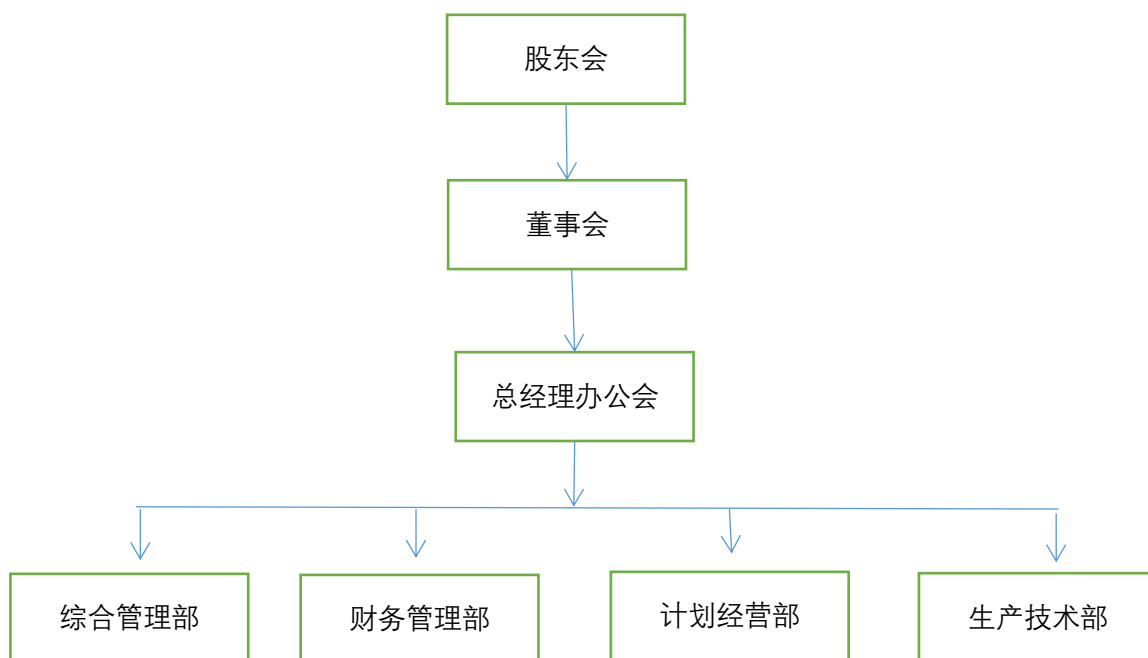 股东会
董事会
总经理办公会
综合管理部
财务管理部
计划经营部
生产技术部